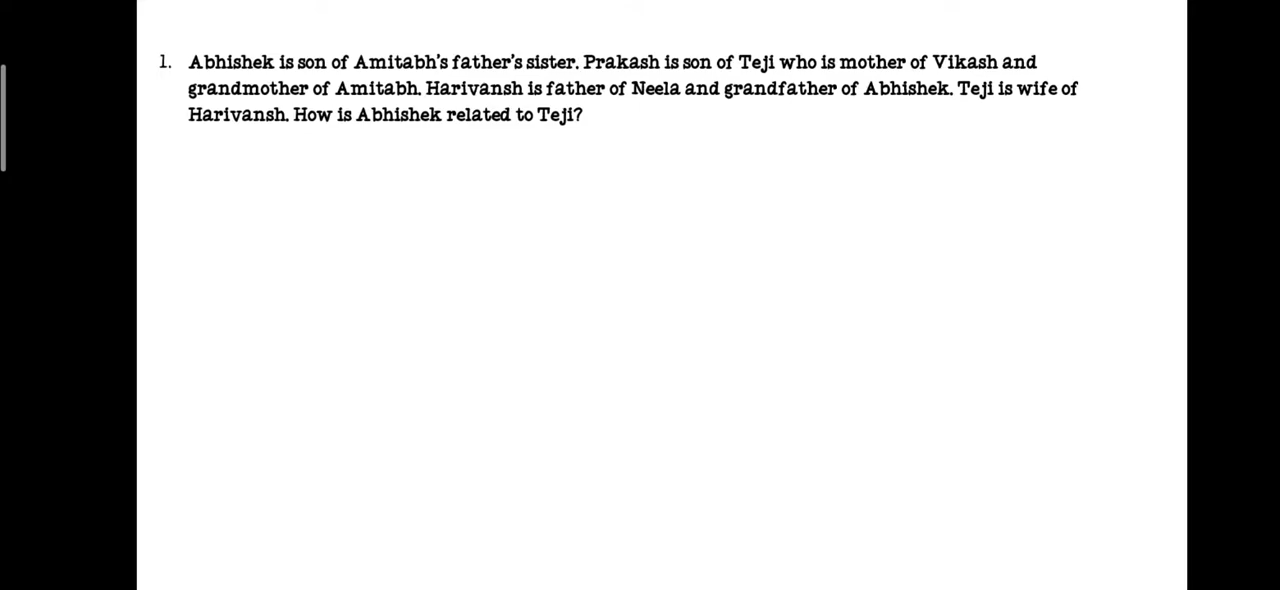 1. Abhishek is son of Amitabh's father's sister. Prakash is son of Teji who is mother of Vikash and
grandmother of Amitabh. Harivansh is father of Neela and grandfather of Abhishek. Teji is wife of
Harivansh. How is Abhishek related to Teji?